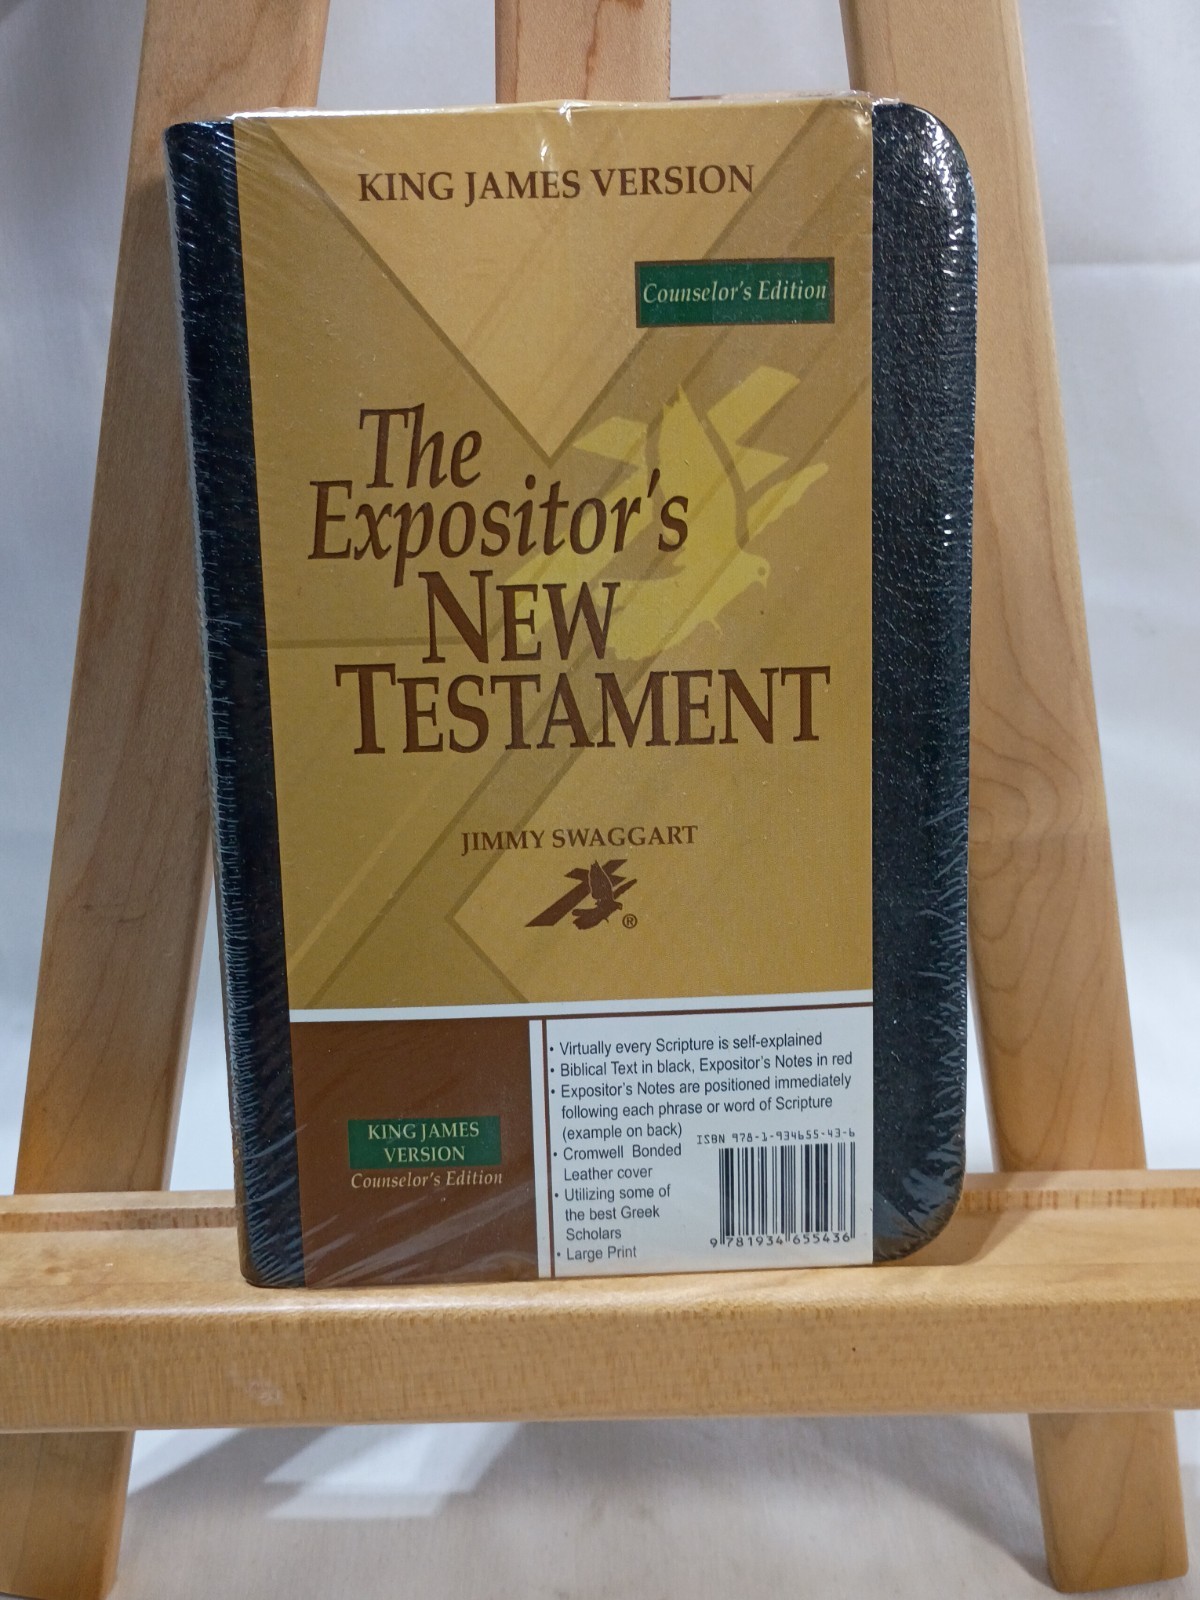 KING JAMES VERSION
Counselor's Edition
The
Expositor's
NEW
TESTAMENT
JIMMY SWAGGART
®
KING JAMES
VERSION
Counselor's Edition
• Virtually every Scripture is self-explained
• Biblical Text in black, Expositor's Notes in red
• Expositor's Notes are positioned immediately
following each phrase or word of Scripture
(example on back)
• Cromwell Bonded
Leather cover
• Utilizing some of
the best Greek
Scholars
• Large Print
ISBN 978-1-934655-43-6
9 781934 655436